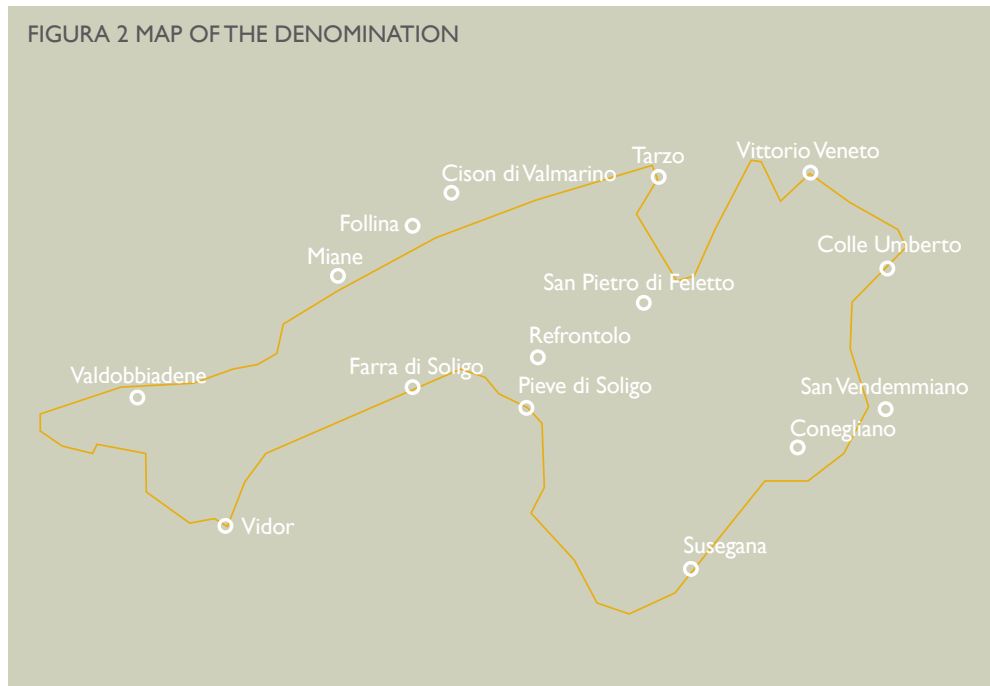 FIGURA 2 MAP OF THE DENOMINATION
Vittorio Veneto
Tarzo
Cison di Valmarino
Follina
Colle Umberto
Miane
San Pietro di Feletto
Refrontolo
Farra di Soligo
Valdobbiadene
Pieve di Soligo
San Vendemmiano
Conegliano
Vidor
Susegana